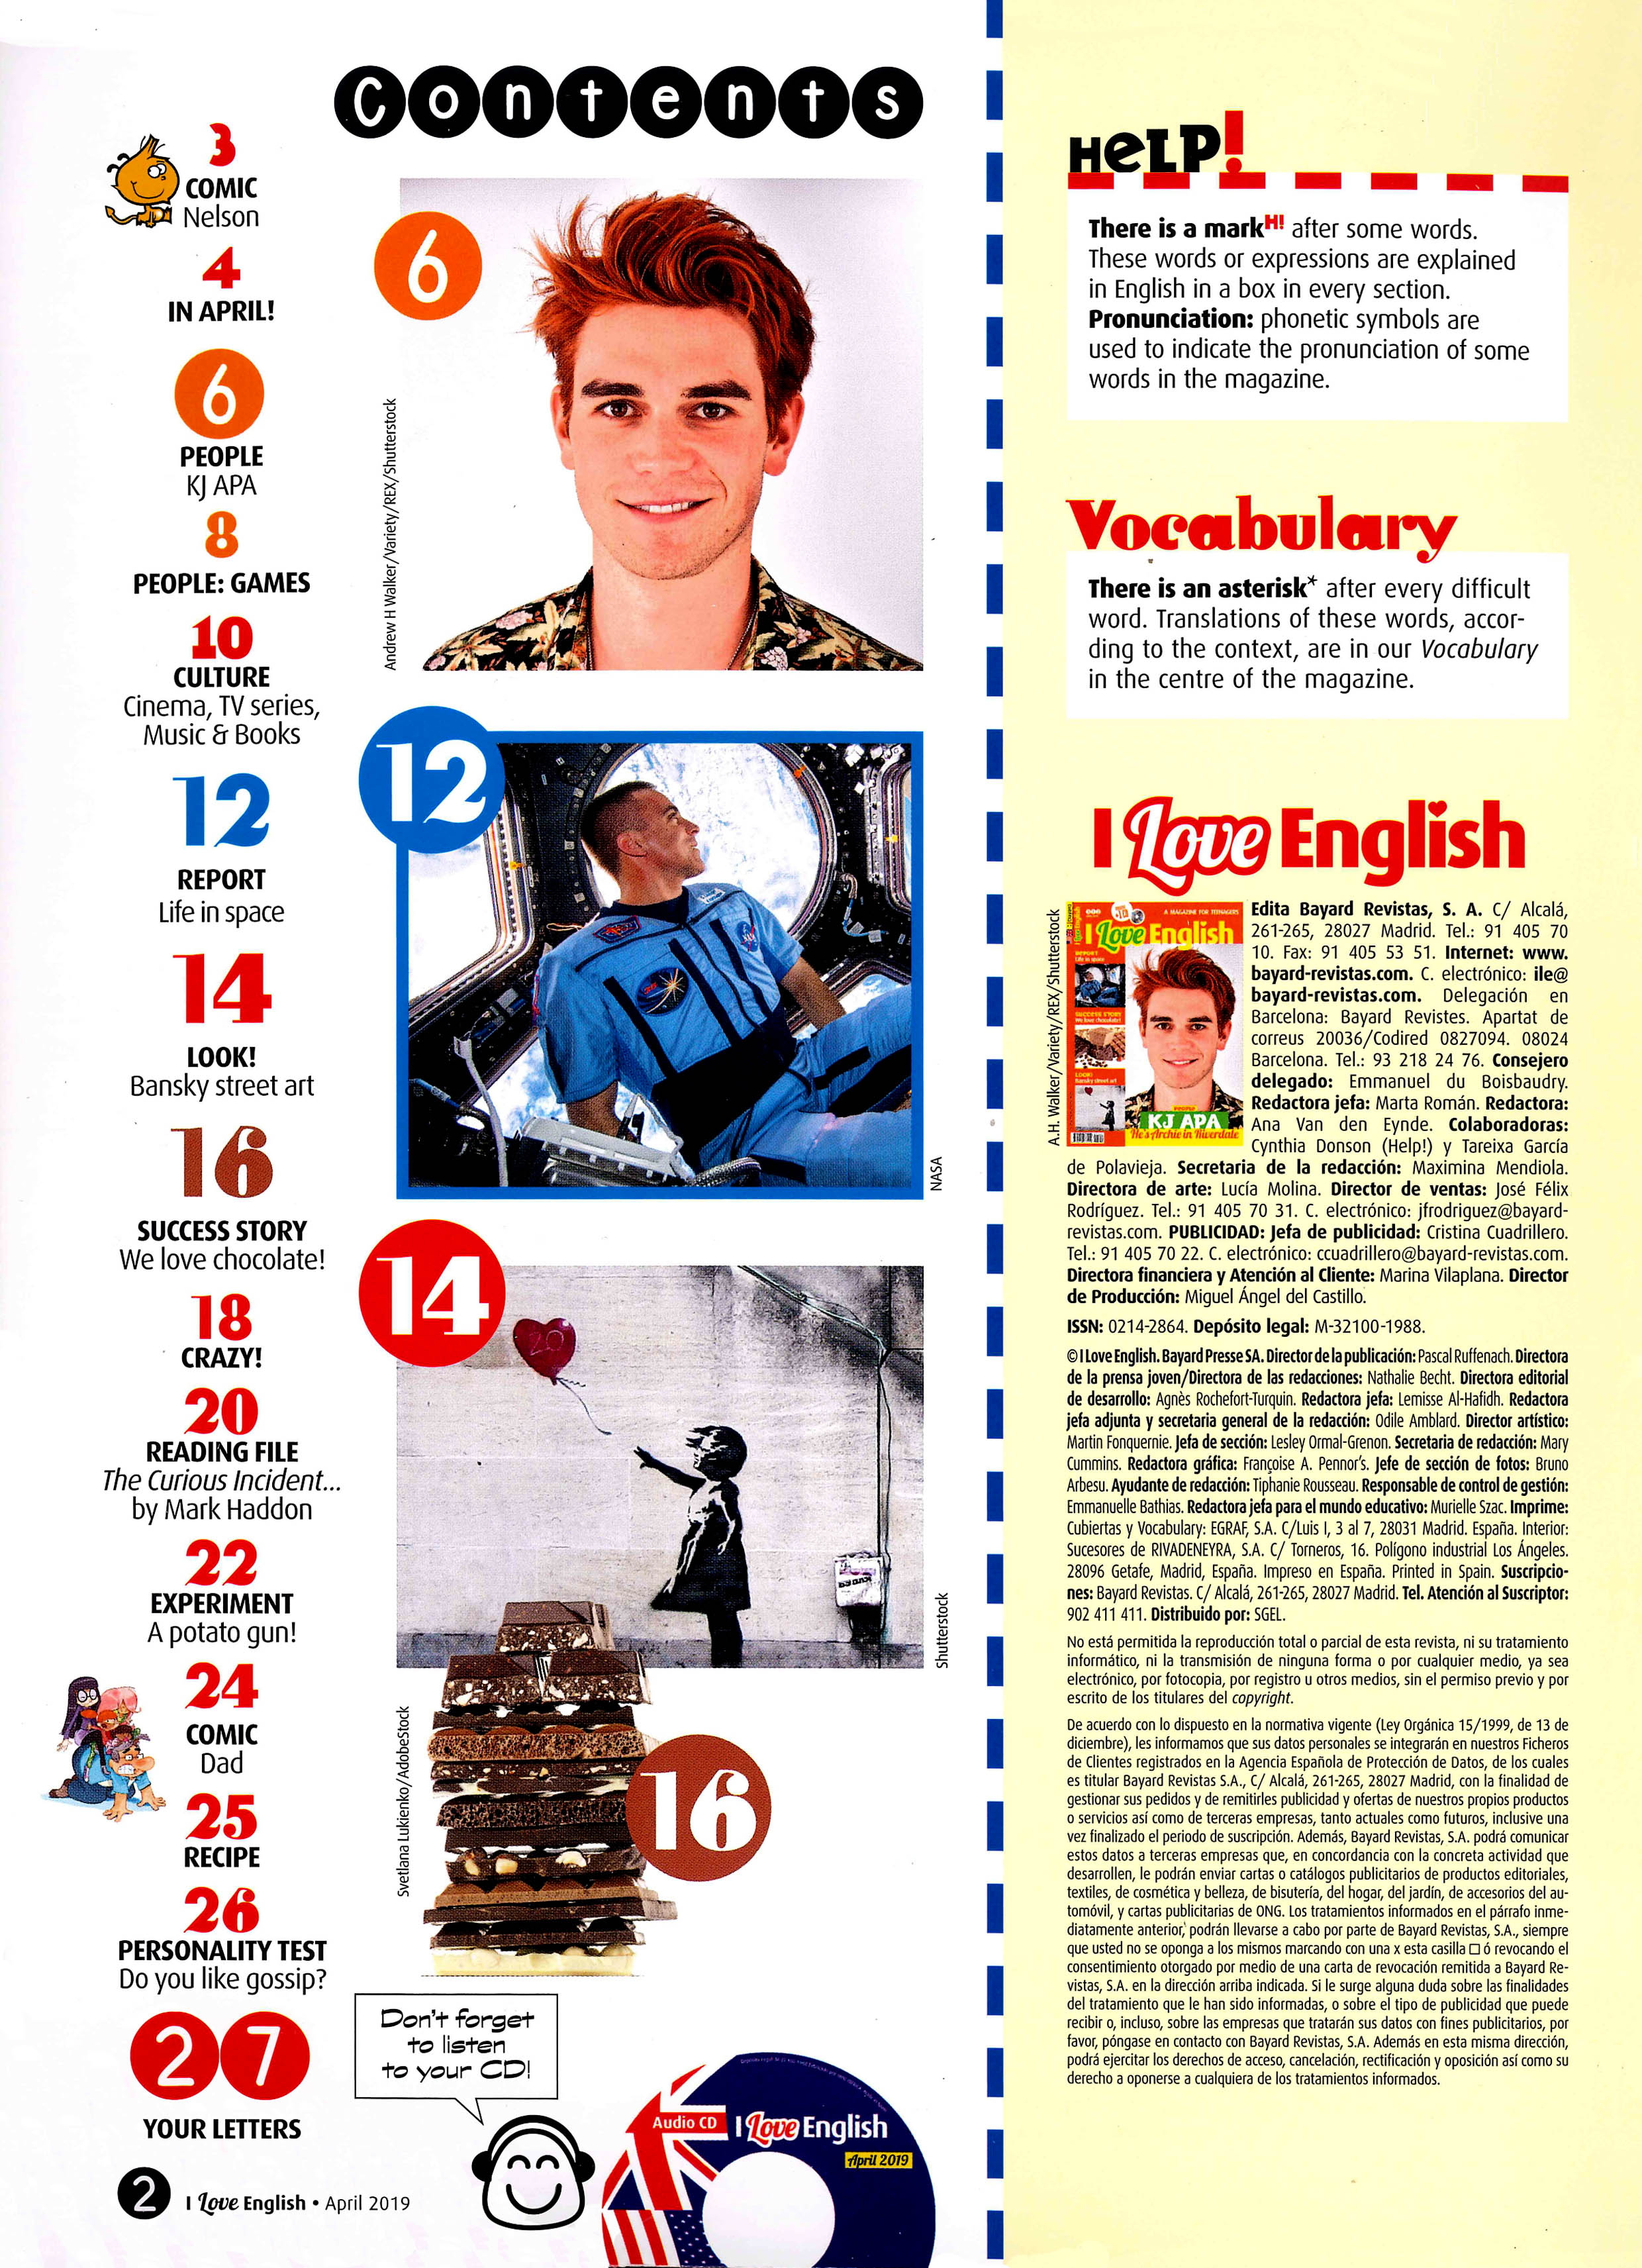 Contents
3
COMIC
Nelson
4
IN APRIL!
6
PEOPLE
KJ APA
8
PEOPLE: GAMES
10
CULTURE
Cinema, TV series,
Music & Books
12
REPORT
Life in space
14
LOOK!
Bansky street art
16
SUCCESS STORY
We love chocolate!
18
CRAZY!
20
READING FILE
The Curious Incident...
by Mark Haddon
22
EXPERIMENT
A potato gun!
24
COMIC
Dad
25
RECIPE
26
PERSONALITY TEST
Do you like gossip?
27
YOUR LETTERS
2 I Love English • April 2019
6
Andrew H Walker/Variety/REX/Shutterstock
12
NASA
14
20
Shutterstock
16
Svetlana Lukienko/AdobeStock
Don't forget
to listen
to your CD!
Audio CD I Love English
April 2019
HELP!
There is a mark H! after some words.
These words or expressions are explained
in English in a box in every section.
Pronunciation: phonetic symbols are
used to indicate the pronunciation of some
words in the magazine.
Vocabulary
There is an asterisk* after every difficult
word. Translations of these words, accor-
ding to the context, are in our Vocabulary
in the centre of the magazine.
I Love English
A.H. Walker/Variety/REX/Shutterstock
A MAGAZINE FOR TEENAGERS
I Love English
REPORT
Life in space
SUCCESS STORY
We love chocolate!
LOOK!
Bansky street art
PEOPLE
KJ APA
He's Archie in Riverdale
Edita Bayard Revistas, S. A. C/ Alcalá,
261-265, 28027 Madrid. Tel.: 91 405 70
10. Fax: 91 405 53 51. Internet: www.
bayard-revistas.com. C. electrónico: ile@
bayard-revistas.com. Delegación en
Barcelona: Bayard Revistes. Apartat de
correus 20036/Codired 0827094. 08024
Barcelona. Tel.: 93 218 24 76. Consejero
delegado: Emmanuel du Boisbaudry.
Redactora jefa: Marta Román. Redactora:
Ana Van den Eynde. Colaboradoras:
Cynthia Donson (Help!) y Tareixa García
de Polavieja. Secretaria de la redacción: Maximina Mendiola.
Directora de arte: Lucía Molina. Director de ventas: José Félix
Rodríguez. Tel.: 91 405 70 31. C. electrónico: jfrodriguez@bayard-
revistas.com. PUBLICIDAD: Jefa de publicidad: Cristina Cuadrillero.
Tel.: 91 405 70 22. C. electrónico: ccuadrillero@bayard-revistas.com.
Directora financiera y Atención al Cliente: Marina Vilaplana. Director
de Producción: Miguel Ángel del Castillo.
ISSN: 0214-2864. Depósito legal: M-32100-1988.
© I Love English. Bayard Presse SA. Director de la publicación: Pascal Ruffenach. Directora
de la prensa joven/Directora de las redacciones: Nathalie Becht. Directora editorial
de desarrollo: Agnès Rochefort-Turquin. Redactora jefa: Lemisse Al-Hafidh. Redactora
jefa adjunta y secretaria general de la redacción: Odile Amblard. Director artístico:
Martin Fonquernie. Jefa de sección: Lesley Ormal-Grenon. Secretaria de redacción: Mary
Cummins. Redactora gráfica: Françoise A. Pennor's. Jefe de sección de fotos: Bruno
Arbesu. Ayudante de redacción: Tiphanie Rousseau. Responsable de control de gestión:
Emmanuelle Bathias. Redactora jefa para el mundo educativo: Murielle Szac. Imprime:
Cubiertas y Vocabulary: EGRAF, S.A. C/Luis I, 3 al 7, 28031 Madrid. España. Interior:
Sucesores de RIVADENEYRA, S.A. C/ Torneros, 16. Polígono industrial Los Ángeles.
28096 Getafe, Madrid, España. Impreso en España. Printed in Spain. Suscripcio-
nes: Bayard Revistas. C/ Alcalá, 261-265, 28027 Madrid. Tel. Atención al Suscriptor:
902 411 411. Distribuido por: SGEL.
No está permitida la reproducción total o parcial de esta revista, ni su tratamiento
informático, ni la transmisión de ninguna forma o por cualquier medio, ya sea
electrónico, por fotocopia, por registro u otros medios, sin el permiso previo y por
escrito de los titulares del copyright.
De acuerdo con lo dispuesto en la normativa vigente (Ley Orgánica 15/1999, de 13 de
diciembre), les informamos que sus datos personales se integrarán en nuestros Ficheros
de Clientes registrados en la Agencia Española de Protección de Datos, de los cuales
es titular Bayard Revistas S.A., C/ Alcalá, 261-265, 28027 Madrid, con la finalidad de
gestionar sus pedidos y de remitirles publicidad y ofertas de nuestros propios productos
o servicios así como de terceras empresas, tanto actuales como futuros, inclusive una
vez finalizado el periodo de suscripción. Además, Bayard Revistas, S.A. podrá comunicar
estos datos a terceras empresas que, en concordancia con la concreta actividad que
desarrollen, le podrán enviar cartas o catálogos publicitarios de productos editoriales,
textiles, de cosmética y belleza, de bisutería, del hogar, del jardín, de accesorios del au-
tomóvil, y cartas publicitarias de ONG. Los tratamientos informados en el párrafo inme-
diatamente anterior, podrán llevarse a cabo por parte de Bayard Revistas, S.A., siempre
que usted no se oponga a los mismos marcando con una x esta casilla □ ó revocando el
consentimiento otorgado por medio de una carta de revocación remitida a Bayard Re-
vistas, S.A. en la dirección arriba indicada. Si le surge alguna duda sobre las finalidades
del tratamiento que le han sido informadas, o sobre el tipo de publicidad que puede
recibir o, incluso, sobre las empresas que tratarán sus datos con fines publicitarios, por
favor, póngase en contacto con Bayard Revistas, S.A. Además en esta misma dirección,
podrá ejercitar los derechos de acceso, cancelación, rectificación y oposición así como su
derecho a oponerse a cualquiera de los tratamientos informados.